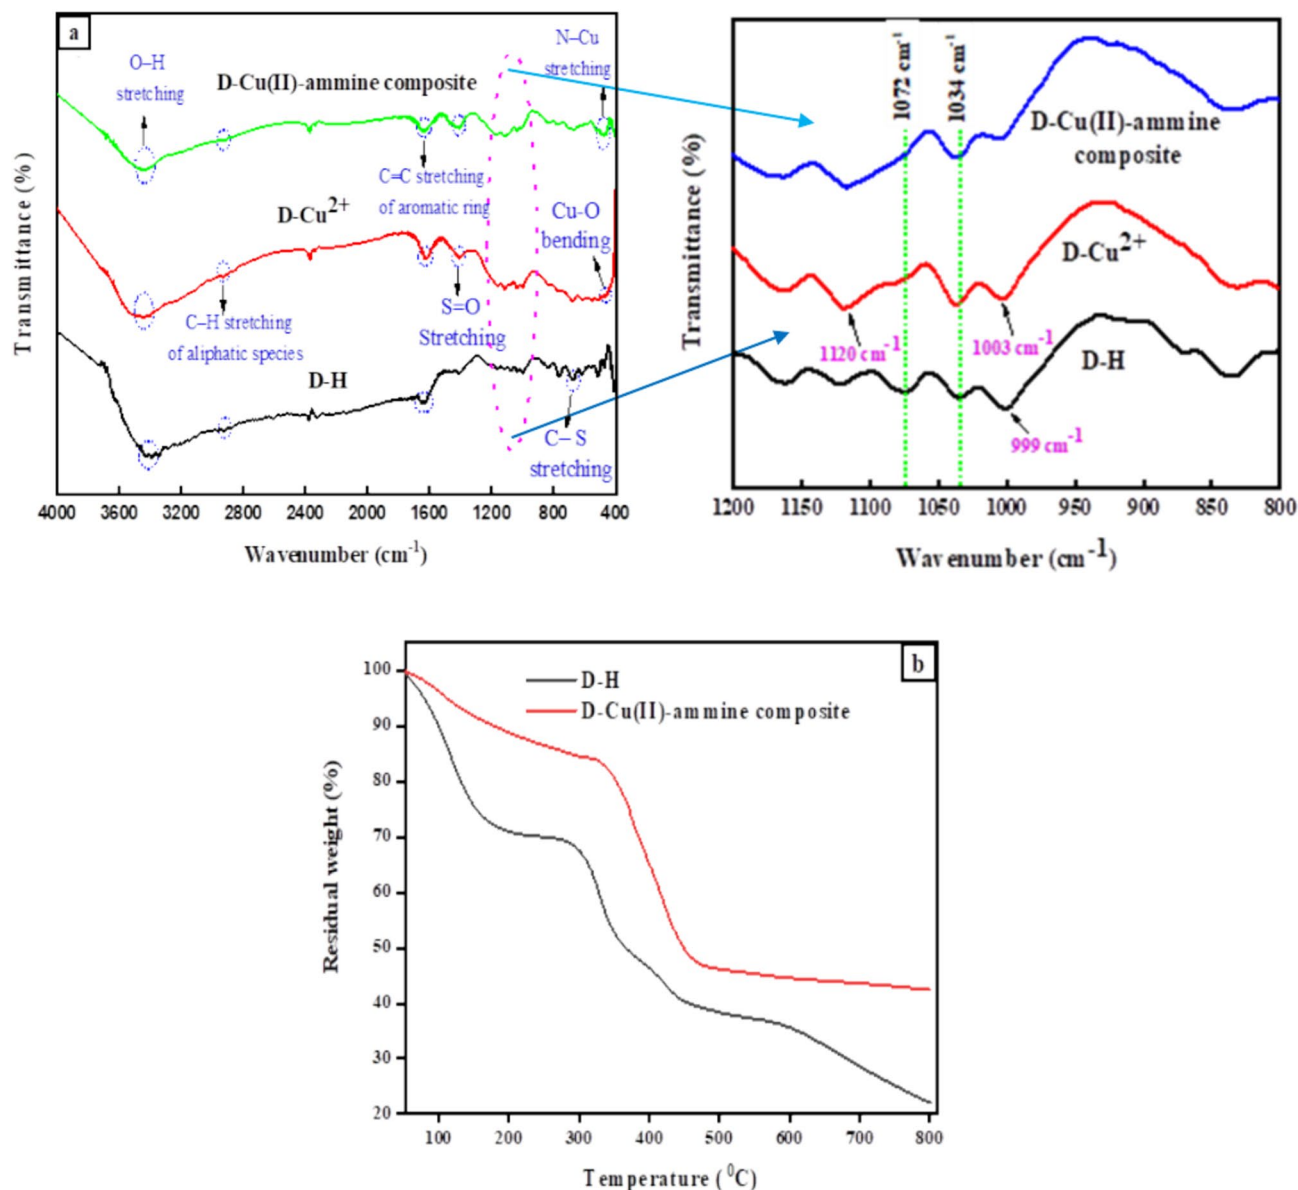 a
O–H
stretching
D-Cu(II)-ammine composite
N–Cu
stretching
C=C stretching
of aromatic ring
D-Cu2+
Cu-O
bending
C–H stretching
of aliphatic species
S=O
Stretching
D-H
C–S
stretching
Transmittance (%)
4000 3600 3200 2800 2400 2000 1600 1200 800 400
Wavenumber (cm-1)
1072 cm-1
1034 cm-1
D-Cu(II)-ammine
composite
D-Cu2+
1120 cm-1
1003 cm-1
D-H
999 cm-1
Transmittance (%)
1200 1150 1100 1050 1000 950 900 850 800
Wavenumber (cm-1)
b
D-H
D-Cu(II)-ammine composite
100
90
80
70
60
50
40
30
20
Residual weight (%)
100 200 300 400 500 600 700 800
Temperature (0C)